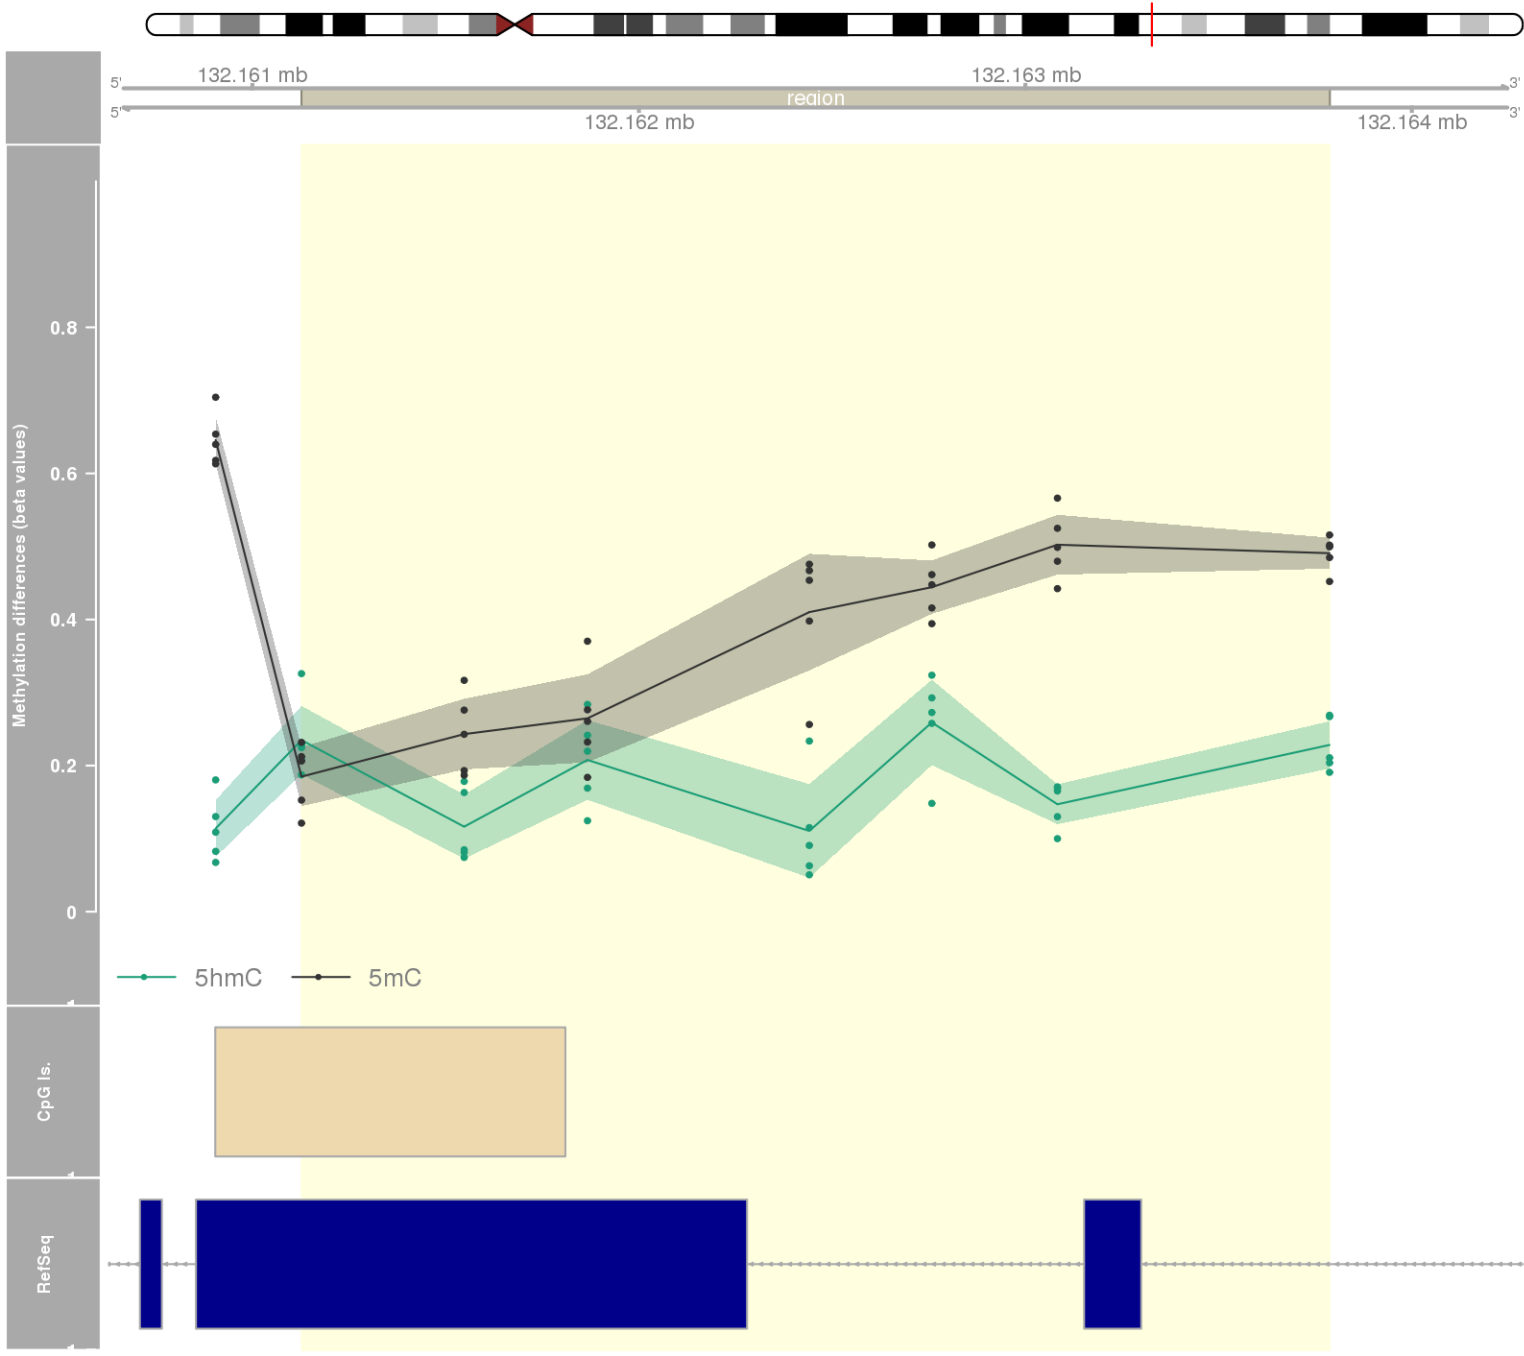 132.161 mb
132.163 mb
5'
3'
region
5'
3'
132.162 mb
132.164 mb
Methylation differences (beta values)
0.8
0.6
0.4
0.2
0
5hmC
5mC
CpG Is.
RefSeq